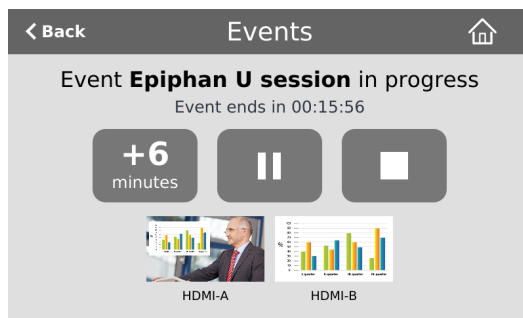 Back
Events
Event Epiphan U session in progress
Event ends in 00:15:56
+6
minutes
%
HDMI-A
HDMI-B